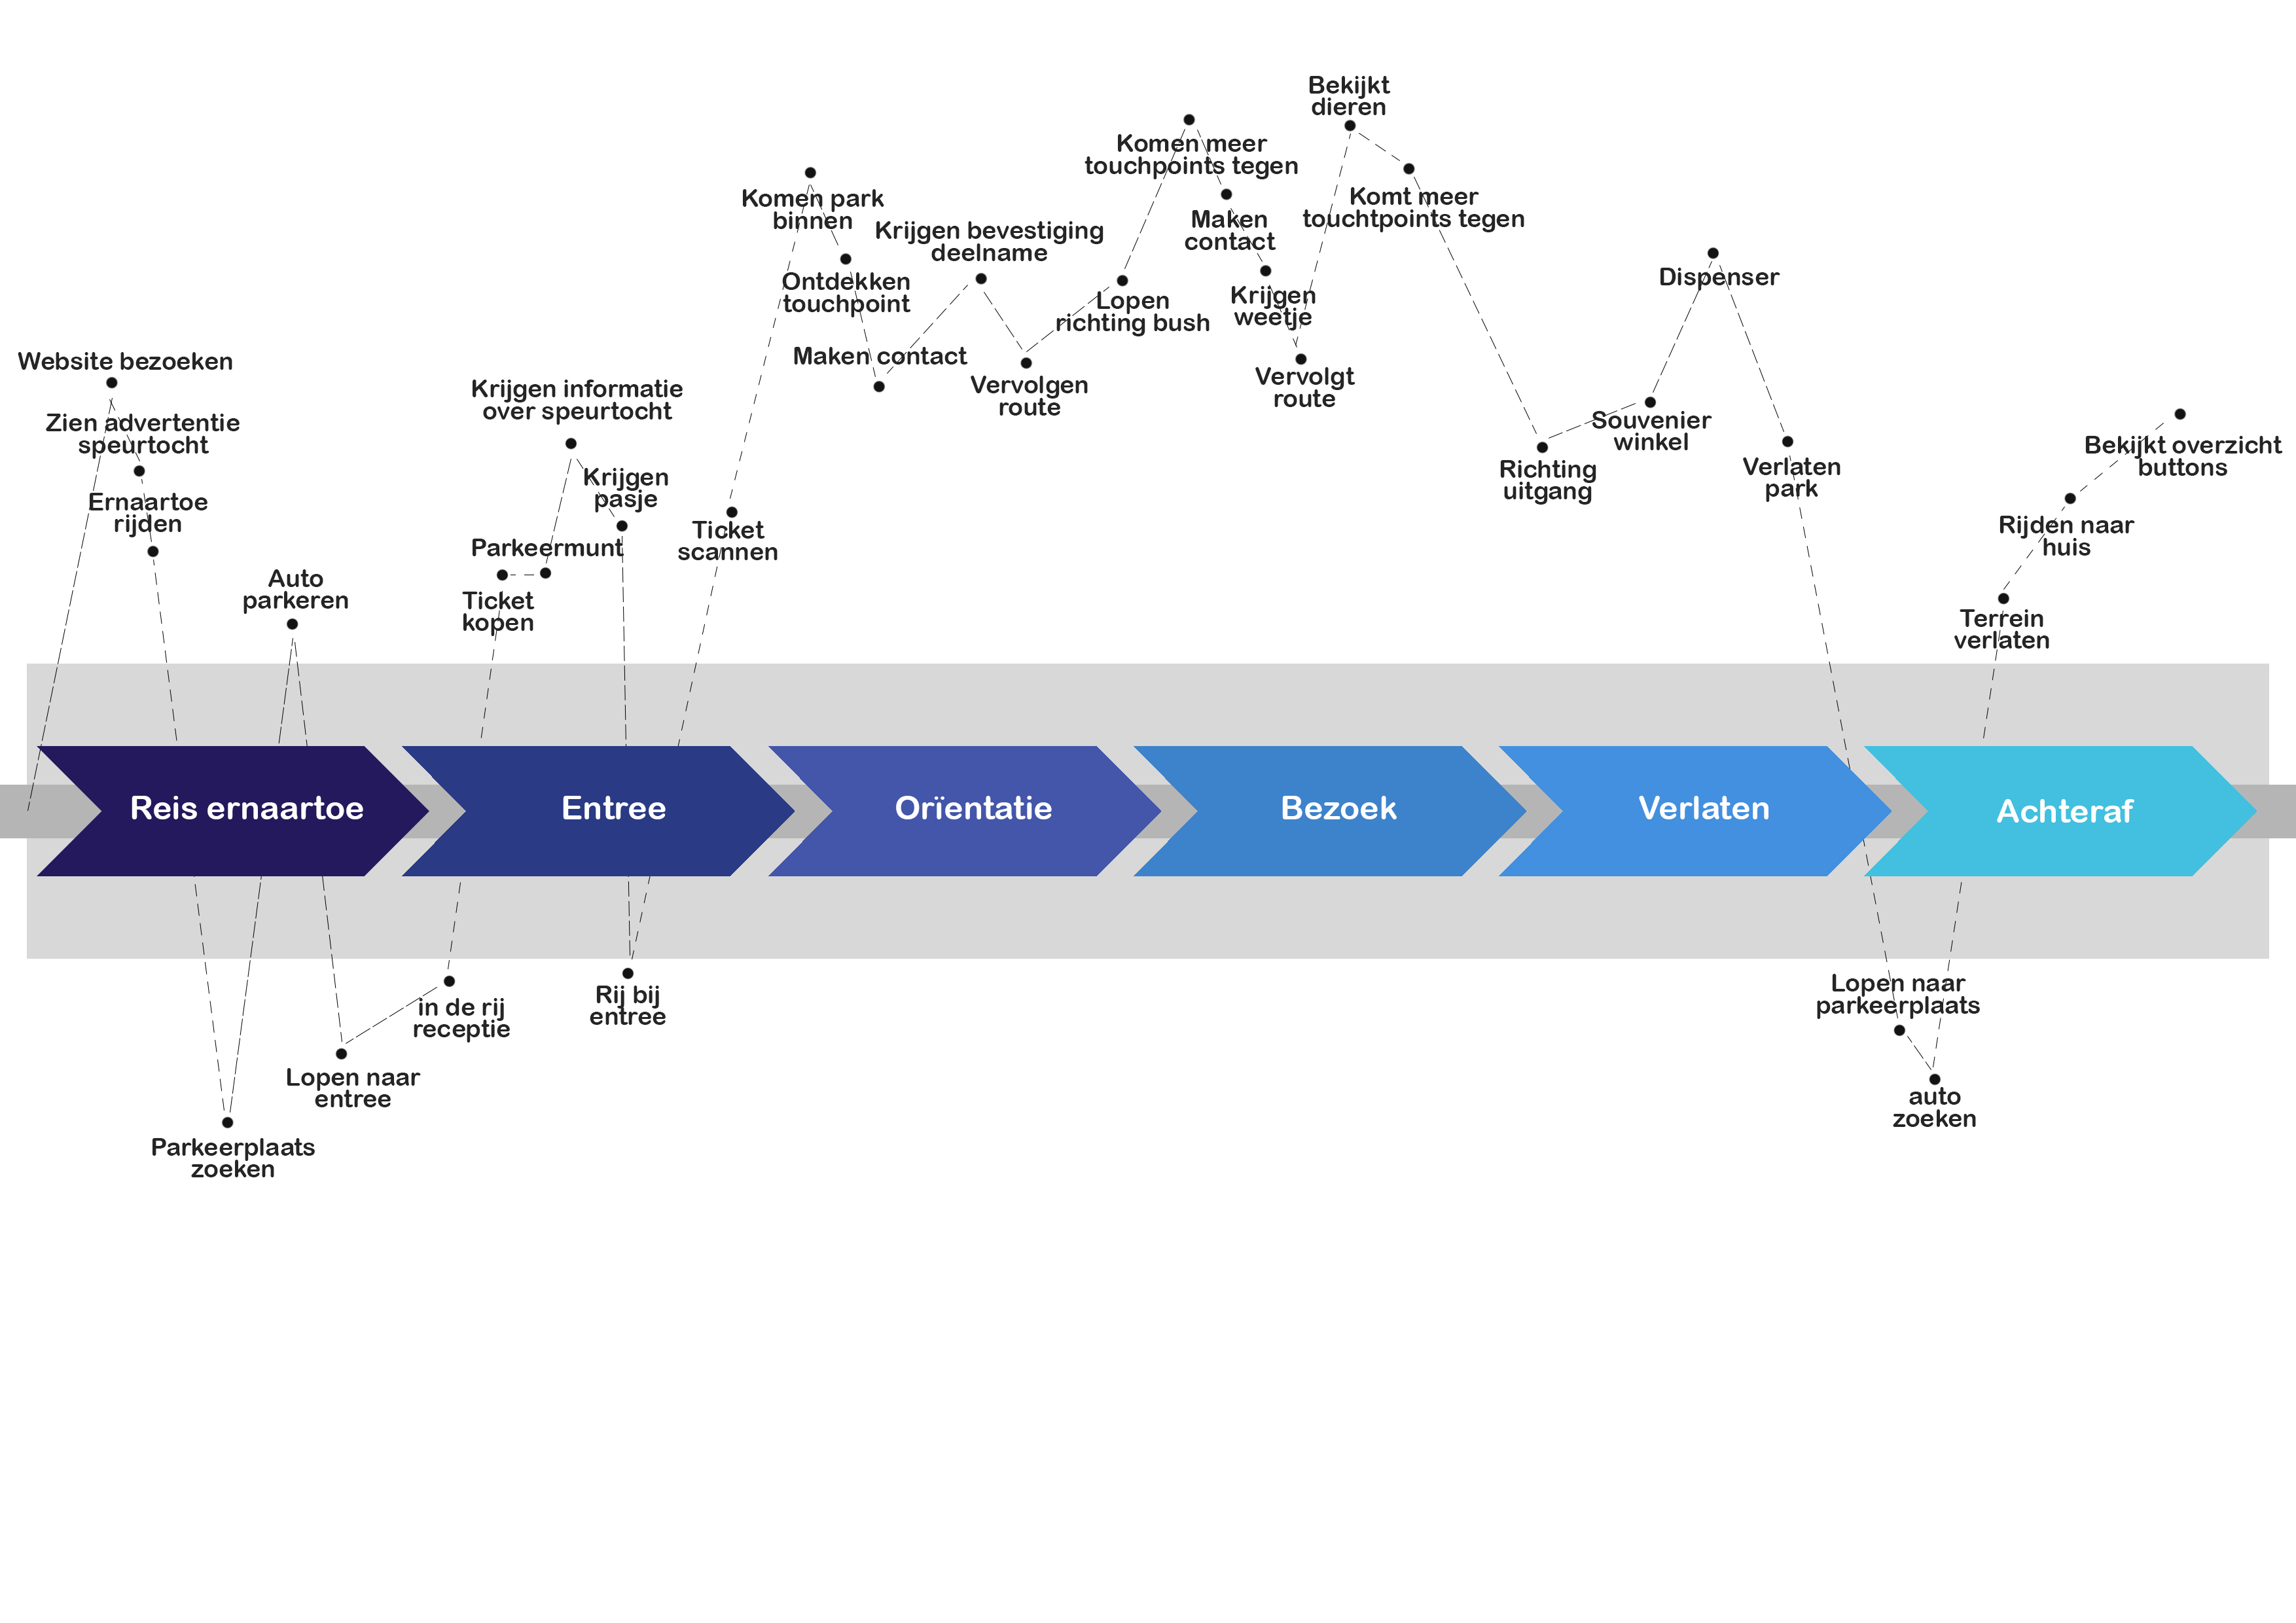 Website bezoeken
Zien advertentie
speurtocht
Ernaartoe
rijden
Parkeerplaats
zoeken
Auto
parkeren
Lopen naar
entree
in de rij
receptie
Ticket
kopen
Parkeermunt
Krijgen informatie
over speurtocht
Krijgen
pasje
Rij bij
entree
Ticket
scannen
Komen park
binnen
Ontdekken
touchpoint
Maken contact
Krijgen bevestiging
deelname
Vervolgen
route
Lopen
richting bush
Komen meer
touchpoints tegen
Maken
contact
Krijgen
weetje
Vervolgt
route
Bekijkt
dieren
Komt meer
touchtpoints tegen
Richting
uitgang
Souvenier
winkel
Dispenser
Verlaten
park
Lopen naar
parkeerplaats
auto
zoeken
Terrein
verlaten
Rijden naar
huis
Bekijkt overzicht
buttons
Reis ernaartoe
Entree
Orïentatie
Bezoek
Verlaten
Achteraf